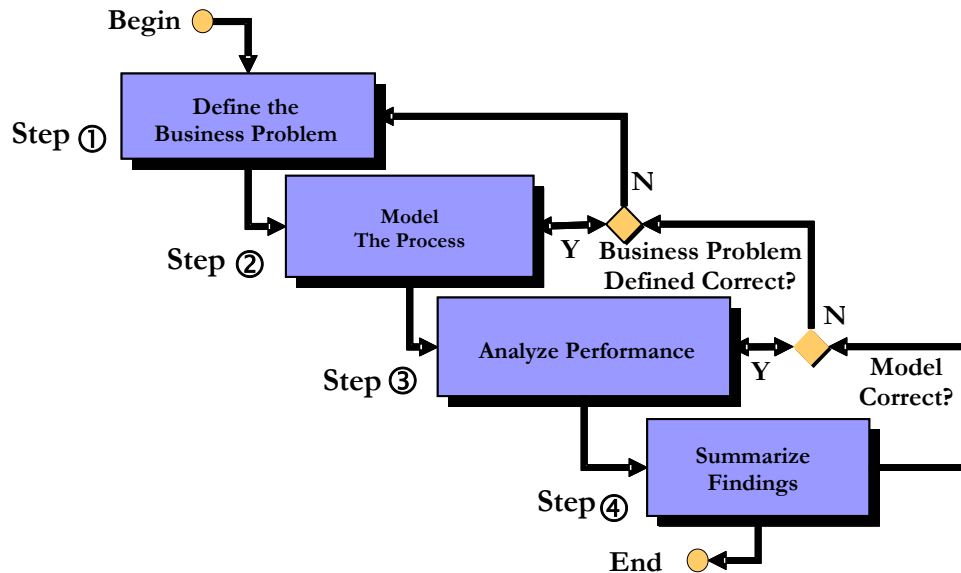 Begin
Define the
Business Problem
Step ①
N
Model
The Process
Step ②
Y
Business Problem
Defined Correct?
N
Analyze Performance
Step ③
Y
Model
Correct?
Summarize
Findings
Step ④
End